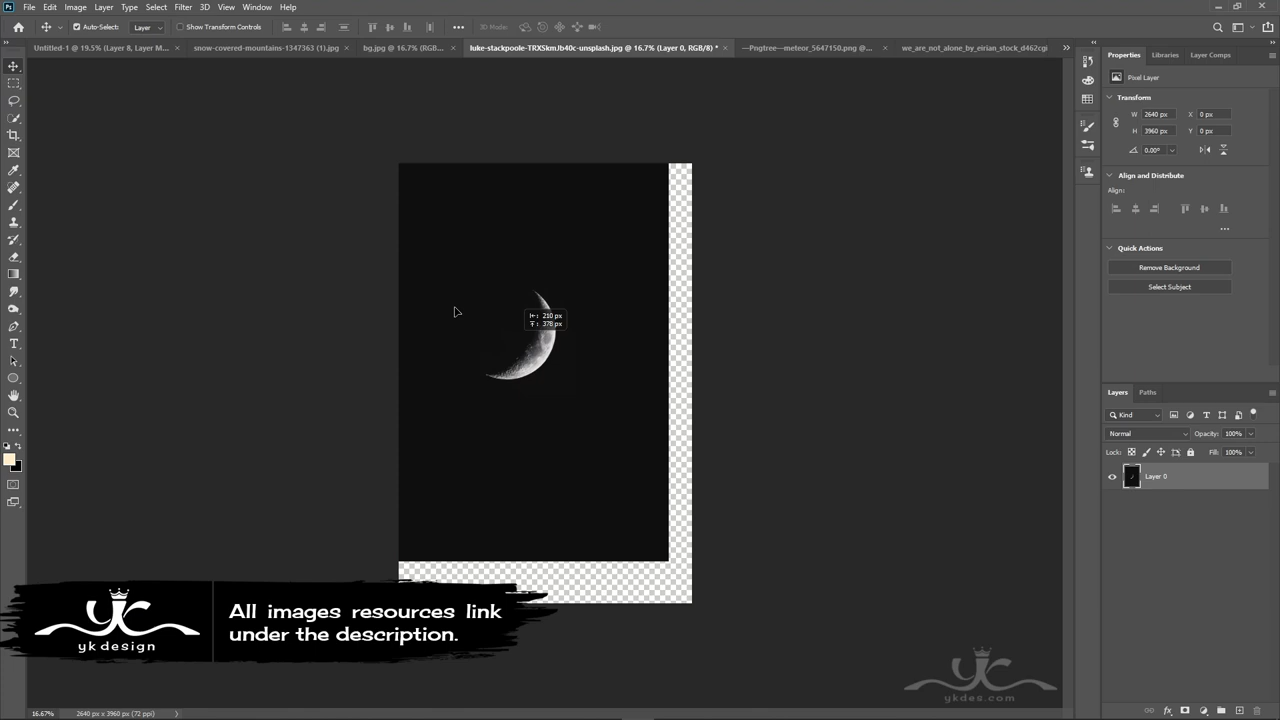 File Edit Image Layer Type Select Filter 3D View Window Help
Auto-Select: Layer Show Transform Controls 3D Mode:
Untitled-1 @ 19.5% (Layer 8, Layer M... × snow-covered-mountains-1347363 (1).jpg × bg.jpg @ 16.7% (RGB... × luke-stackpoole-TRXSkmJb40c-unsplash.jpg @ 16.7% (Layer 0, RGB/8) * × —Pngtree—meteor_5647150.png @... × we_are_not_alone_by_eirian_stock_d462cgi
Properties Libraries Layer Comps
Pixel Layer
Transform
W 2640 px X 0 px
H 3960 px Y 0 px
0.00°
Align and Distribute
Align:
Quick Actions
Remove Background
Select Subject
210 px
378 px
Layers Paths
Kind
Normal Opacity: 100%
Lock: Fill: 100%
Layer 0
yk design
All images resources link
under the description.
ykdes.com
16.67% 2640 px x 3960 px (72 ppi)